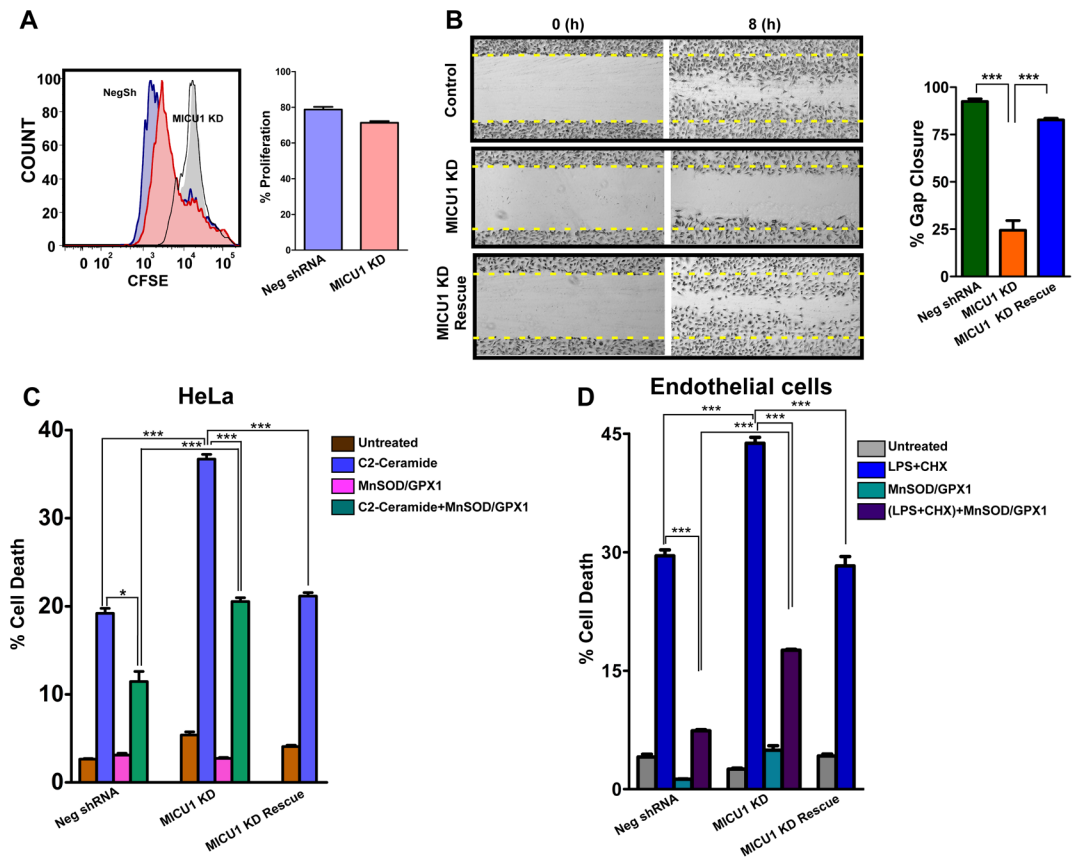 A
COUNT
100
80
60
40
20
0
NegSh
MICU1 KD
0 10² 10³ 10⁴ 10⁵
CFSE
% Proliferation
100
80
60
40
20
0
Neg shRNA
MICU1 KD
B
0 (h)
8 (h)
Control
MICU1 KD
MICU1 KD
Rescue
% Gap Closure
100
75
50
25
0
***
***
Neg shRNA
MICU1 KD
MICU1 KD Rescue
C
HeLa
% Cell Death
40
30
20
10
0
***
***
***
***
*
Untreated
C2-Ceramide
MnSOD/GPX1
C2-Ceramide+MnSOD/GPX1
Neg shRNA
MICU1 KD
MICU1 KD Rescue
D
Endothelial cells
% Cell Death
45
30
15
0
***
***
***
***
***
Untreated
LPS+CHX
MnSOD/GPX1
(LPS+CHX)+MnSOD/GPX1
Neg shRNA
MICU1 KD
MICU1 KD Rescue